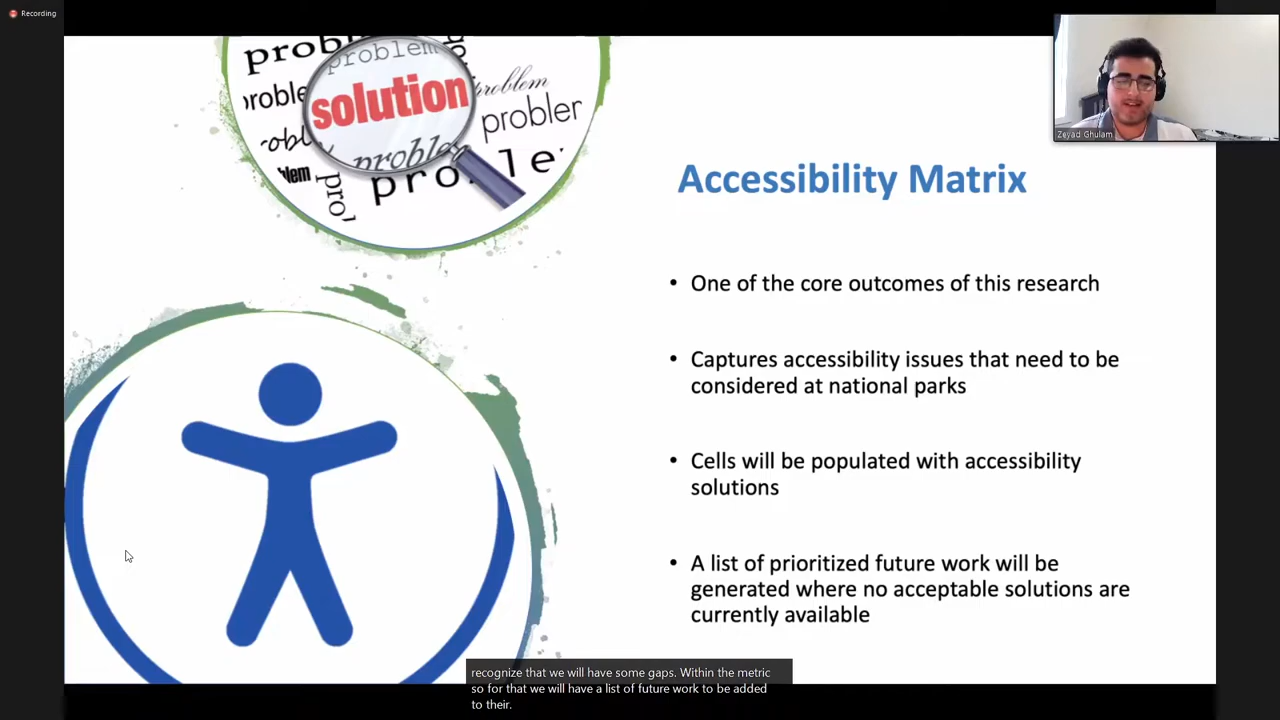 Recording
problem
problem
solution
problem
problem
Zeyad Ghulam
Accessibility Matrix
• One of the core outcomes of this research
• Captures accessibility issues that need to be
considered at national parks
• Cells will be populated with accessibility
solutions
• A list of prioritized future work will be
generated where no acceptable solutions are
currently available
recognize that we will have some gaps. Within the metric
so for that we will have a list of future work to be added
to their.